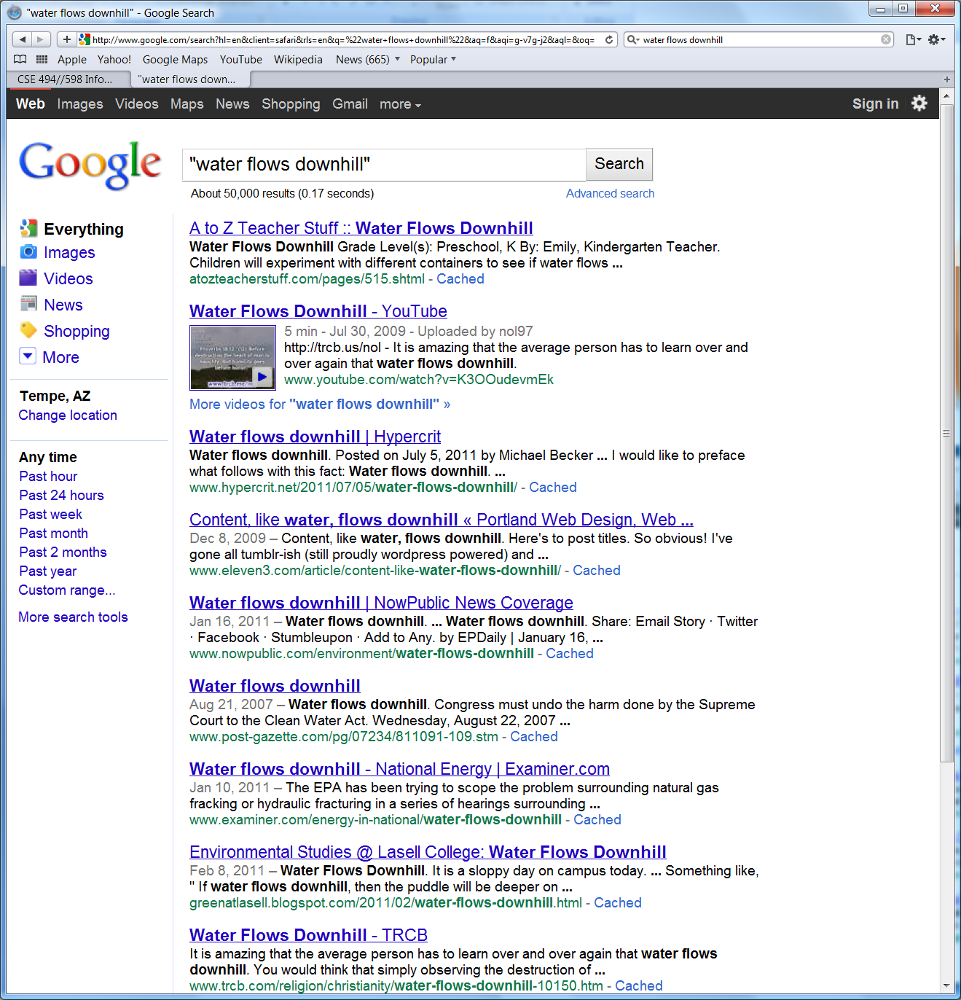 "water flows downhill" - Google Search
http://www.google.com/search?hl=en&client=safari&rls=en&q=%22water+flows+downhill%22&aq=f&aqi=g-v7g-j2&aql=&oq=
water flows downhill
Apple Yahoo! Google Maps YouTube Wikipedia News (665) Popular
CSE 494//598 Info... "water flows down...
Web Images Videos Maps News Shopping Gmail more Sign in
Google
"water flows downhill" Search
About 50,000 results (0.17 seconds) Advanced search
Everything
Images
Videos
News
Shopping
More
Tempe, AZ
Change location
Any time
Past hour
Past 24 hours
Past week
Past month
Past 2 months
Past year
Custom range...
More search tools
A to Z Teacher Stuff :: Water Flows Downhill
Water Flows Downhill Grade Level(s): Preschool, K By: Emily, Kindergarten Teacher.
Children will experiment with different containers to see if water flows ...
atozteacherstuff.com/pages/515.shtml - Cached
Water Flows Downhill - YouTube
5 min - Jul 30, 2009 - Uploaded by nol97
http://trcb.us/nol - It is amazing that the average person has to learn over and
over again that water flows downhill.
www.youtube.com/watch?v=K3OOudevmEk
More videos for "water flows downhill" »
Water flows downhill | Hypercrit
Water flows downhill. Posted on July 5, 2011 by Michael Becker ... I would like to preface
what follows with this fact: Water flows downhill. ...
www.hypercrit.net/2011/07/05/water-flows-downhill/ - Cached
Content, like water, flows downhill « Portland Web Design, Web ...
Dec 8, 2009 – Content, like water, flows downhill. Here's to post titles. So obvious! I've
gone all tumblr-ish (still proudly wordpress powered) and ...
www.eleven3.com/article/content-like-water-flows-downhill/ - Cached
Water flows downhill | NowPublic News Coverage
Jan 16, 2011 – Water flows downhill. ... Water flows downhill. Share: Email Story · Twitter
· Facebook · Stumbleupon · Add to Any. by EPDaily | January 16, ...
www.nowpublic.com/environment/water-flows-downhill - Cached
Water flows downhill
Aug 21, 2007 – Water flows downhill. Congress must undo the harm done by the Supreme
Court to the Clean Water Act. Wednesday, August 22, 2007 ...
www.post-gazette.com/pg/07234/811091-109.stm - Cached
Water flows downhill - National Energy | Examiner.com
Jan 10, 2011 – The EPA has been trying to scope the problem surrounding natural gas
fracking or hydraulic fracturing in a series of hearings surrounding ...
www.examiner.com/energy-in-national/water-flows-downhill - Cached
Environmental Studies @ Lasell College: Water Flows Downhill
Feb 8, 2011 – Water Flows Downhill. It is a sloppy day on campus today. ... Something like,
" If water flows downhill, then the puddle will be deeper on ...
greenatlasell.blogspot.com/2011/02/water-flows-downhill.html - Cached
Water Flows Downhill - TRCB
It is amazing that the average person has to learn over and over again that water flows
downhill. You would think that simply observing the destruction of ...
www.trcb.com/religion/christianity/water-flows-downhill-10150.htm - Cached